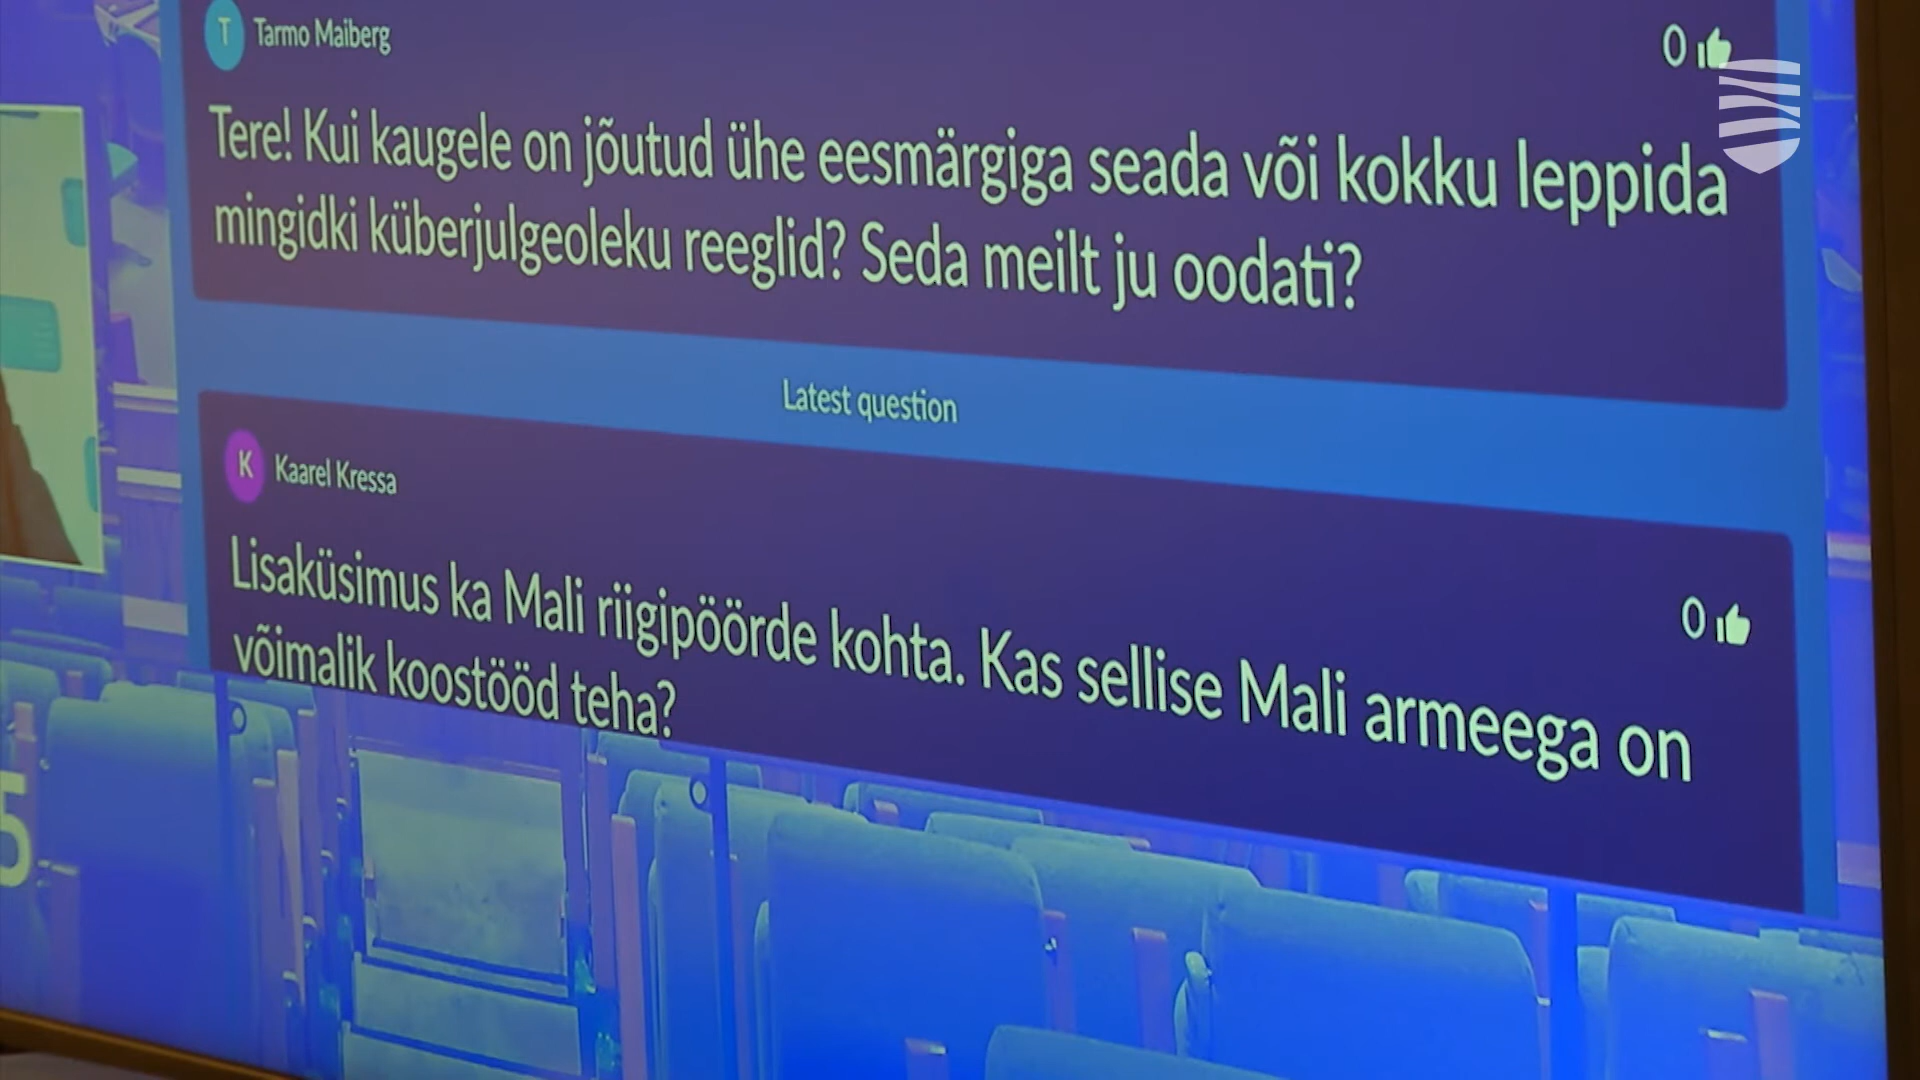 T Tarmo Maiberg
0
Tere! Kui kaugele on jõutud ühe eesmärgiga seada või kokku leppida
mingidki küberjulgeoleku reeglid? Seda meilt ju oodati?
Latest question
K Kaarel Kressa
0
Lisaküsimus ka Mali riigipöörde kohta. Kas sellise Mali armeega on
võimalik koostööd teha?
5